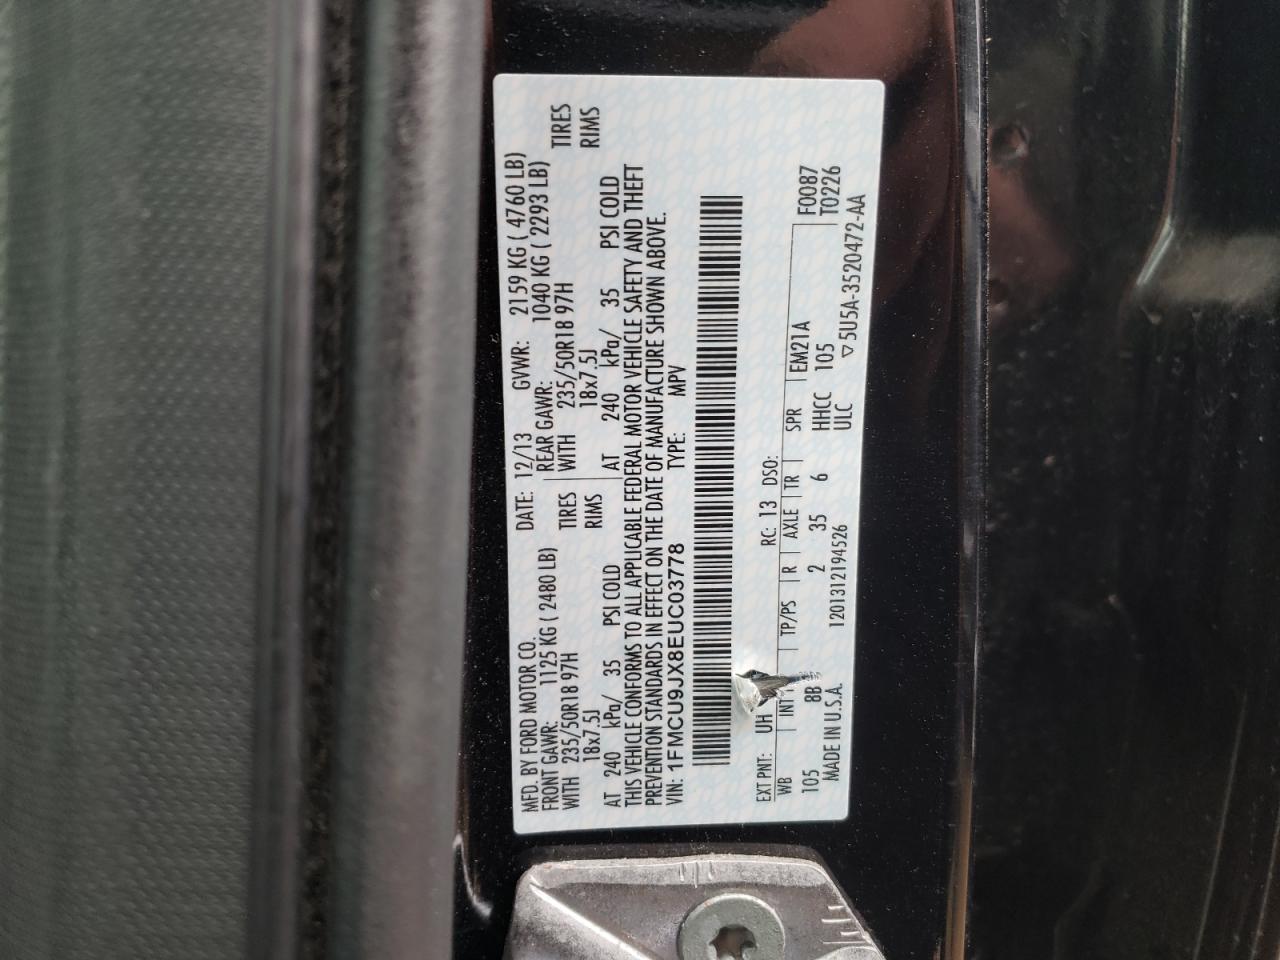 MFD. BY FORD MOTOR CO. DATE: 12/13 GVWR: 2159 KG ( 4760 LB)
FRONT GAWR: 1125 KG ( 2480 LB) REAR GAWR: 1040 KG ( 2293 LB)
WITH 235/50R18 97H TIRES WITH 235/50R18 97H TIRES
18x7.5J RIMS 18x7.5J RIMS
AT 240 kPa/ 35 PSI COLD AT 240 kPa/ 35 PSI COLD
THIS VEHICLE CONFORMS TO ALL APPLICABLE FEDERAL MOTOR VEHICLE SAFETY AND THEFT
PREVENTION STANDARDS IN EFFECT ON THE DATE OF MANUFACTURE SHOWN ABOVE.
VIN: 1FMCU9JX8EUC03778 TYPE: MPV
EXT PNT: UH RC: 13 DSO:
WB INT TP/PS R AXLE TR SPR EM21A F0087
105 8B 2 35 6 HHCC 105 T0226
MADE IN U.S.A. 1201312194526 ULC ▽5U5A-3520472-AA